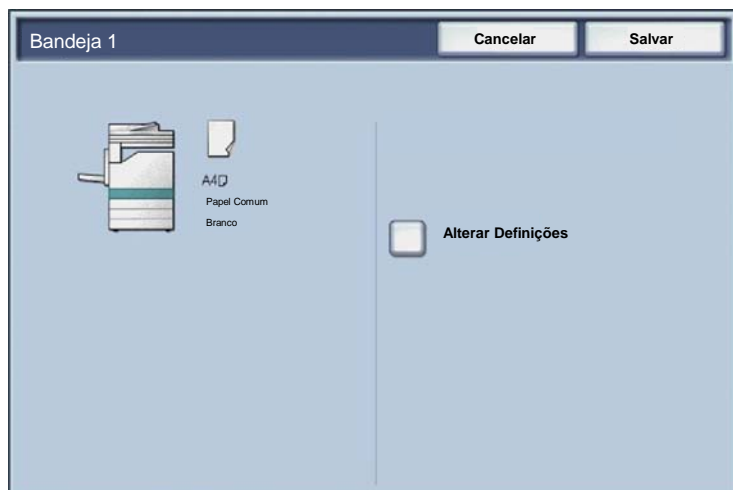 Bandeja 1
Cancelar
Salvar
A4
Papel Comum
Branco
Alterar Definições